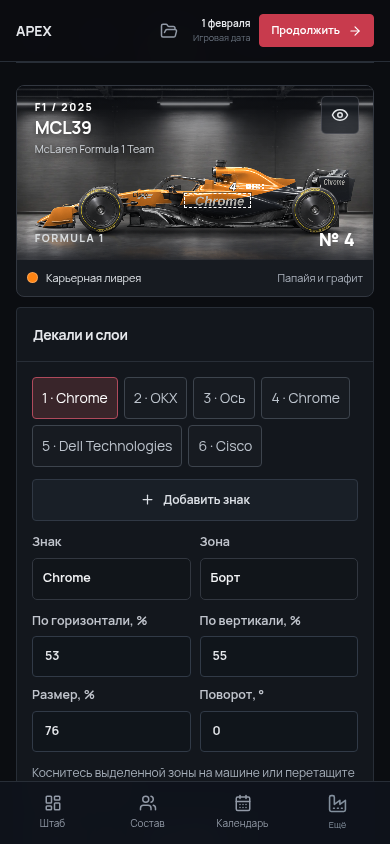 APEX
1 февраля
Игровая дата
Продолжить
F1 / 2025
MCL39
McLaren Formula 1 Team
4
Chrome
Chrome
FORMULA 1
№ 4
Карьерная ливрея
Папайя и графит
Декали и слои
1 · Chrome
2 · OKX
3 · Ось
4 · Chrome
5 · Dell Technologies
6 · Cisco
Добавить знак
Знак
Зона
Chrome
Борт
По горизонтали, %
По вертикали, %
53
55
Размер, %
Поворот, °
76
0
Коснитесь выделенной зоны на машине или перетащите
Штаб
Состав
Календарь
Ещё